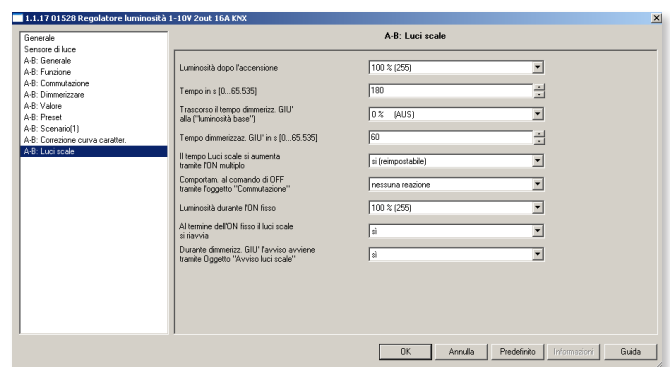 1.1.17 01528 Regolatore luminosità 1-10V 2out 16A KNX
Generale
Sensore di luce
A-B: Generale
A-B: Funzione
A-B: Commutazione
A-B: Dimmerizzare
A-B: Valore
A-B: Preset
A-B: Scenario(1)
A-B: Correzione curva caratter.
A-B: Luci scale
A-B: Luci scale
Luminosità dopo l'accensione
100 % (255)
Tempo in s [0...65.535]
180
Trascorso il tempo dimmerizz. GIU'
alla ("luminosità base")
0 % (AUS)
Tempo dimmerizzaz. GIU' in s [0...65.535]
60
Il tempo Luci scale si aumenta
tramite l'ON multiplo
si (reimpostabile)
Comportam. al comando di OFF
tramite l'oggetto "Commutazione"
nessuna reazione
Luminosità durante l'ON fisso
100 % (255)
Al termine dell'ON fisso il luci scale
si riavvia
sì
Durante dimmerizz. GIU' l'avviso avviene
tramite Oggetto "Avviso luci scale"
sì
OK
Annulla
Predefinito
Informazioni
Guida